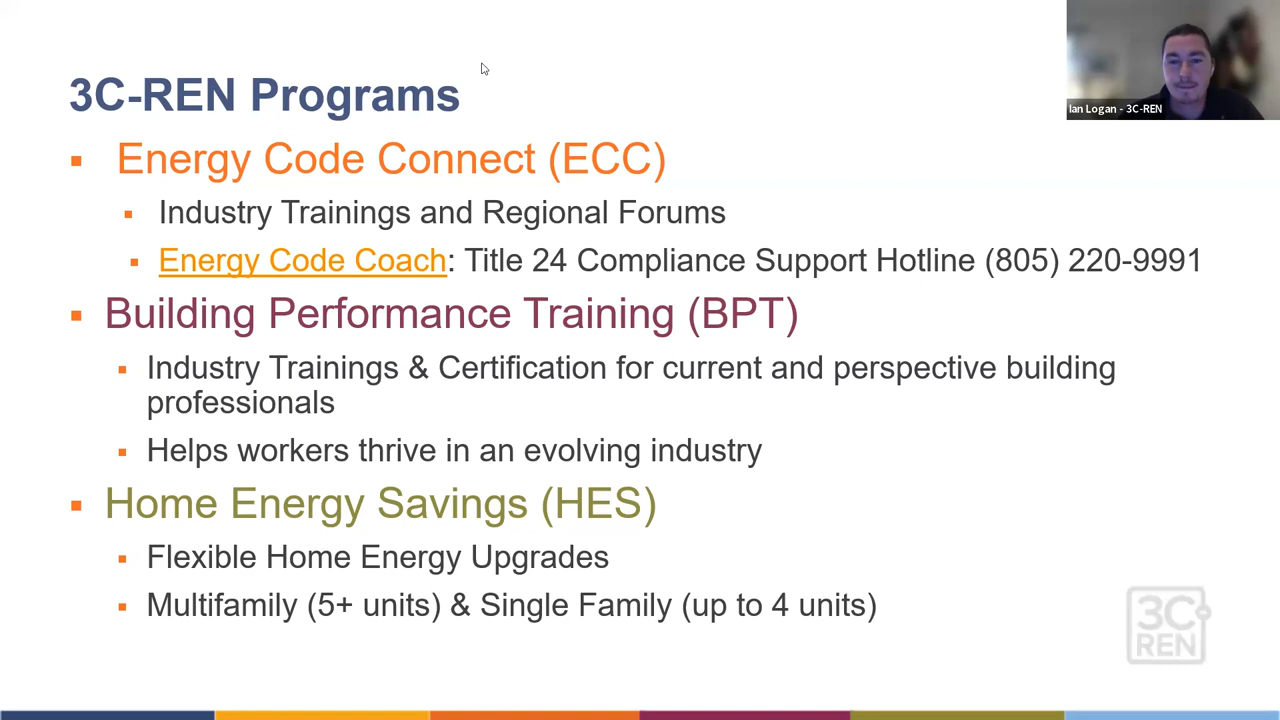 3C-REN Programs
Energy Code Connect (ECC)
Industry Trainings and Regional Forums
Energy Code Coach: Title 24 Compliance Support Hotline (805) 220-9991
Building Performance Training (BPT)
Industry Trainings & Certification for current and perspective building
professionals
Helps workers thrive in an evolving industry
Home Energy Savings (HES)
Flexible Home Energy Upgrades
Multifamily (5+ units) & Single Family (up to 4 units)
Ian Logan - 3C-REN
3C
REN